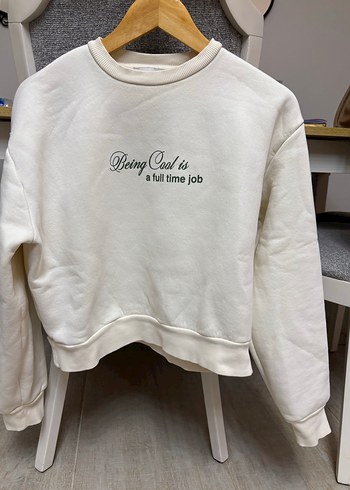 Being Cool is
a full time job